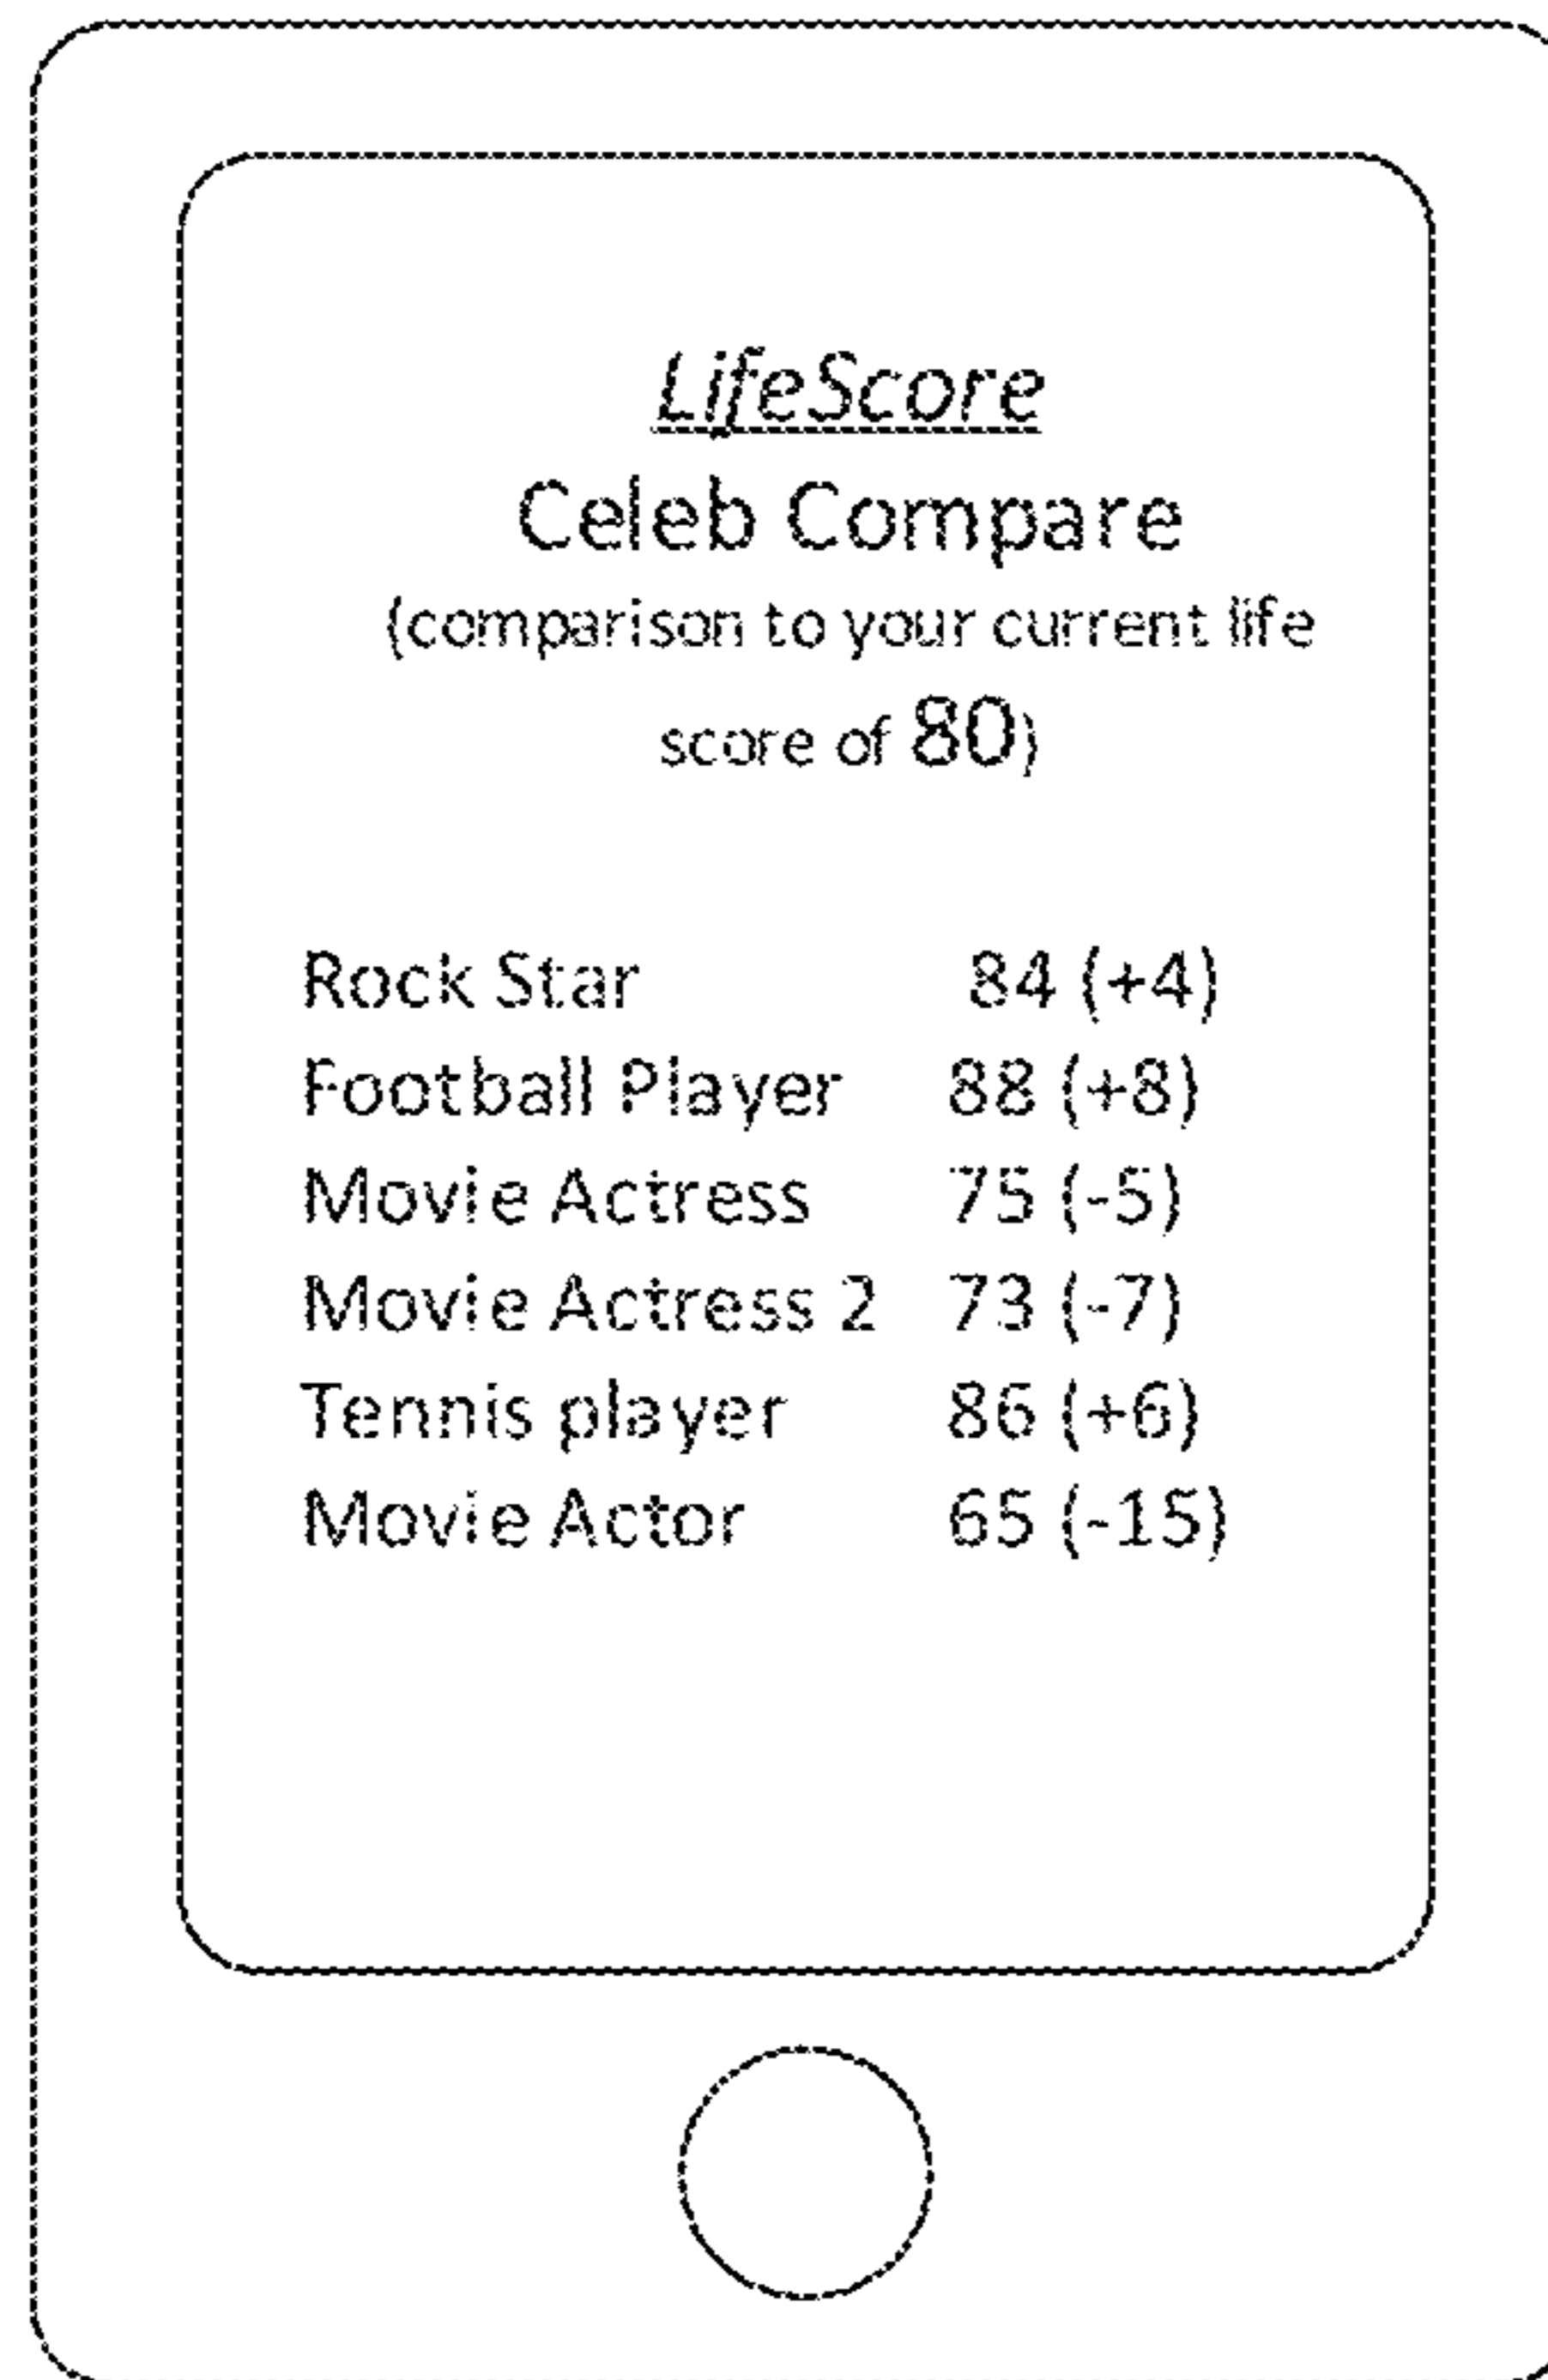 LifeScore
Celeb Compare
(comparison to your current life
score of 80)
Rock Star 84 (+4)
Football Player 88 (+8)
Movie Actress 75 (-5)
Movie Actress 2 73 (-7)
Tennis player 86 (+6)
Movie Actor 65 (-15)